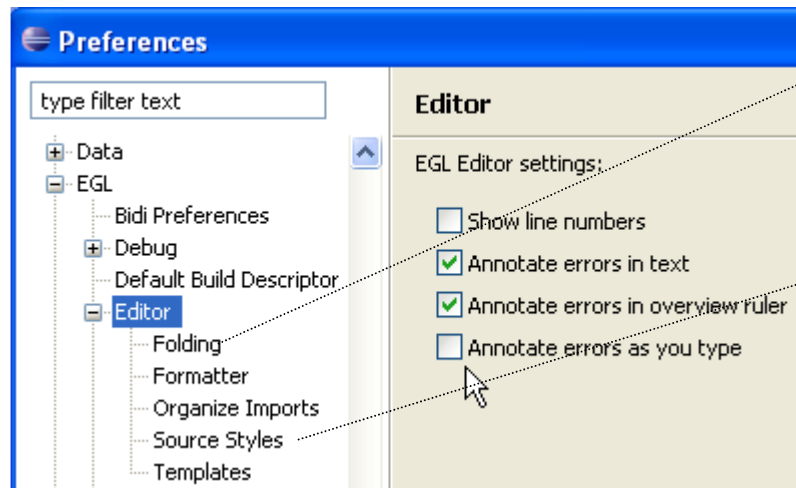 Preferences
type filter text
Data
EGL
Bidi Preferences
Debug
Default Build Descriptor
Editor
Folding
Formatter
Organize Imports
Source Styles
Templates
Editor
EGL Editor settings:
Show line numbers
Annotate errors in text
Annotate errors in overview ruler
Annotate errors as you type